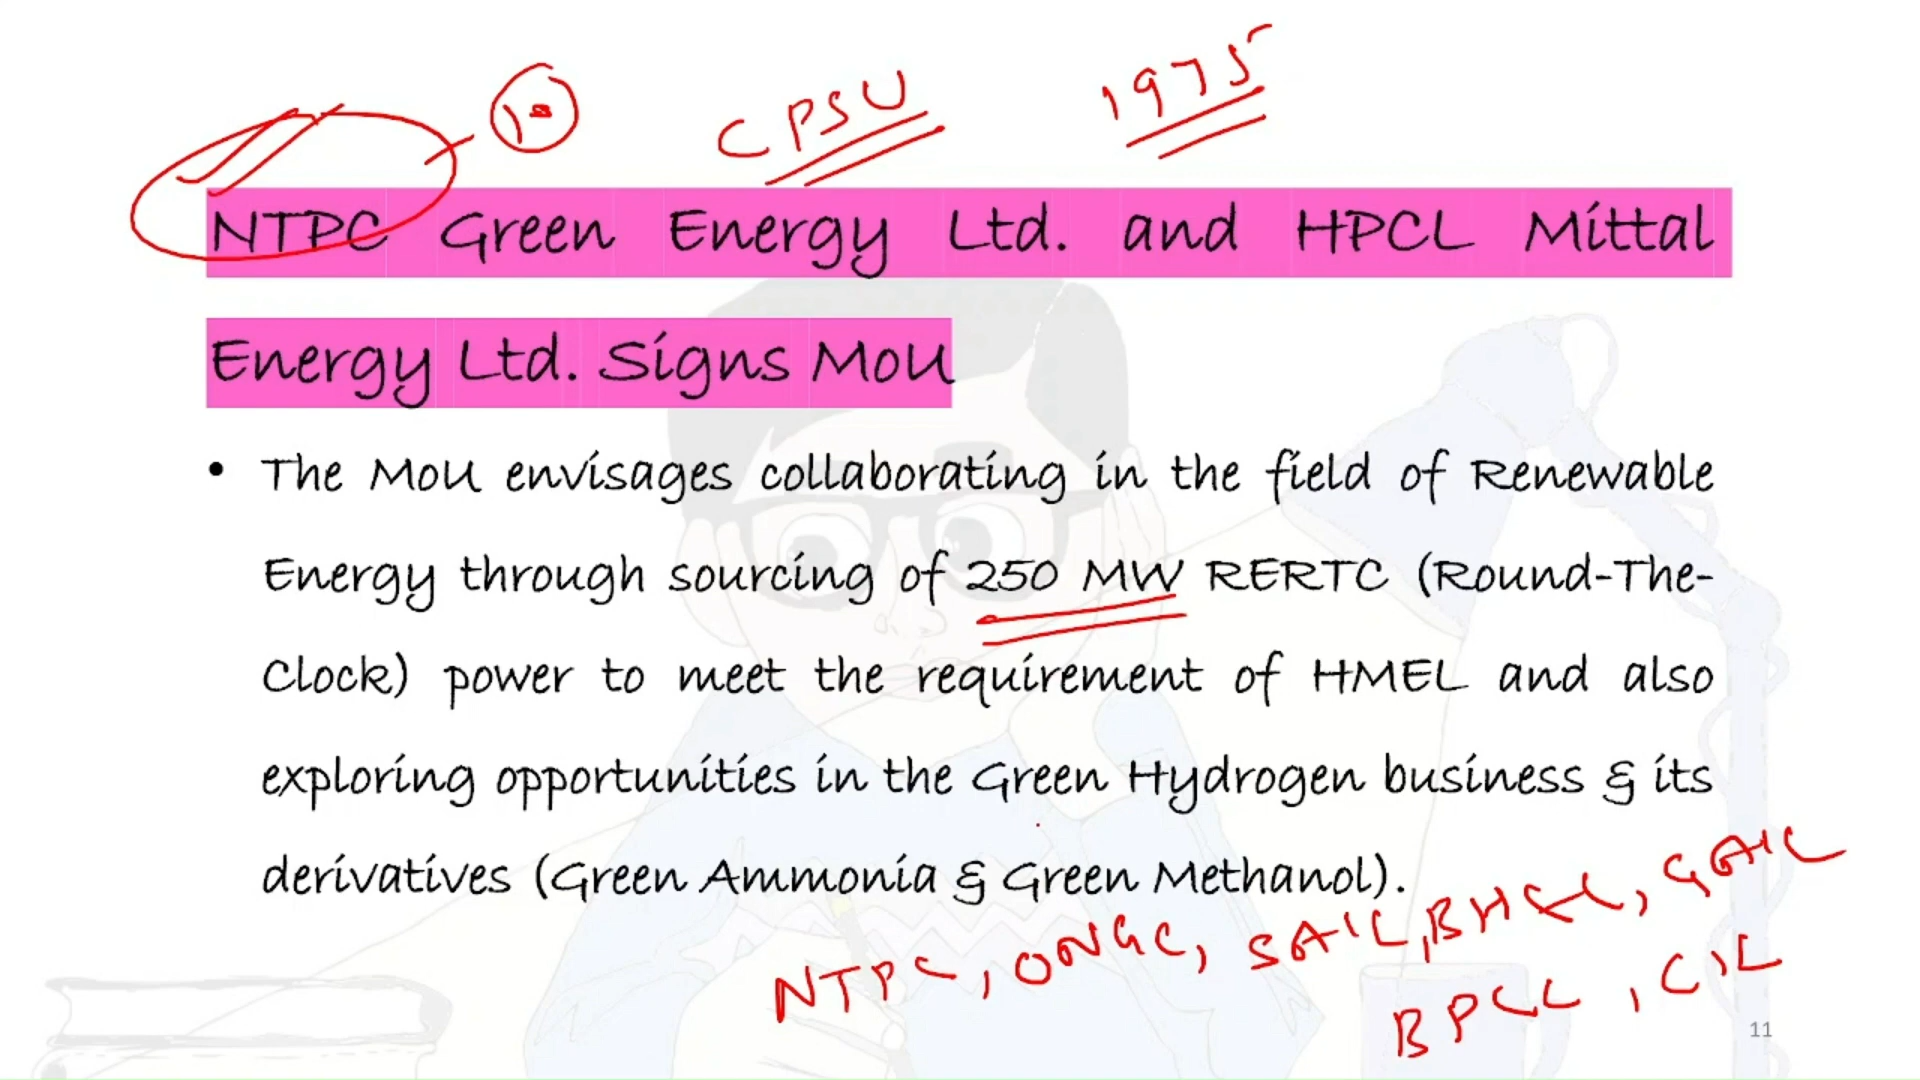 10
CPSU 1975
NTPC Green Energy Ltd. and HPCL Mittal
Energy Ltd. Signs MoU
• The MoU envisages collaborating in the field of Renewable
Energy through sourcing of 250 MW RERTC (Round-The-
Clock) power to meet the requirement of HMEL and also
exploring opportunities in the Green Hydrogen business & its
derivatives (Green Ammonia & Green Methanol).
NTPC, ONGC, SAIL, BHEL, GAIL
BPCL, CIL
11